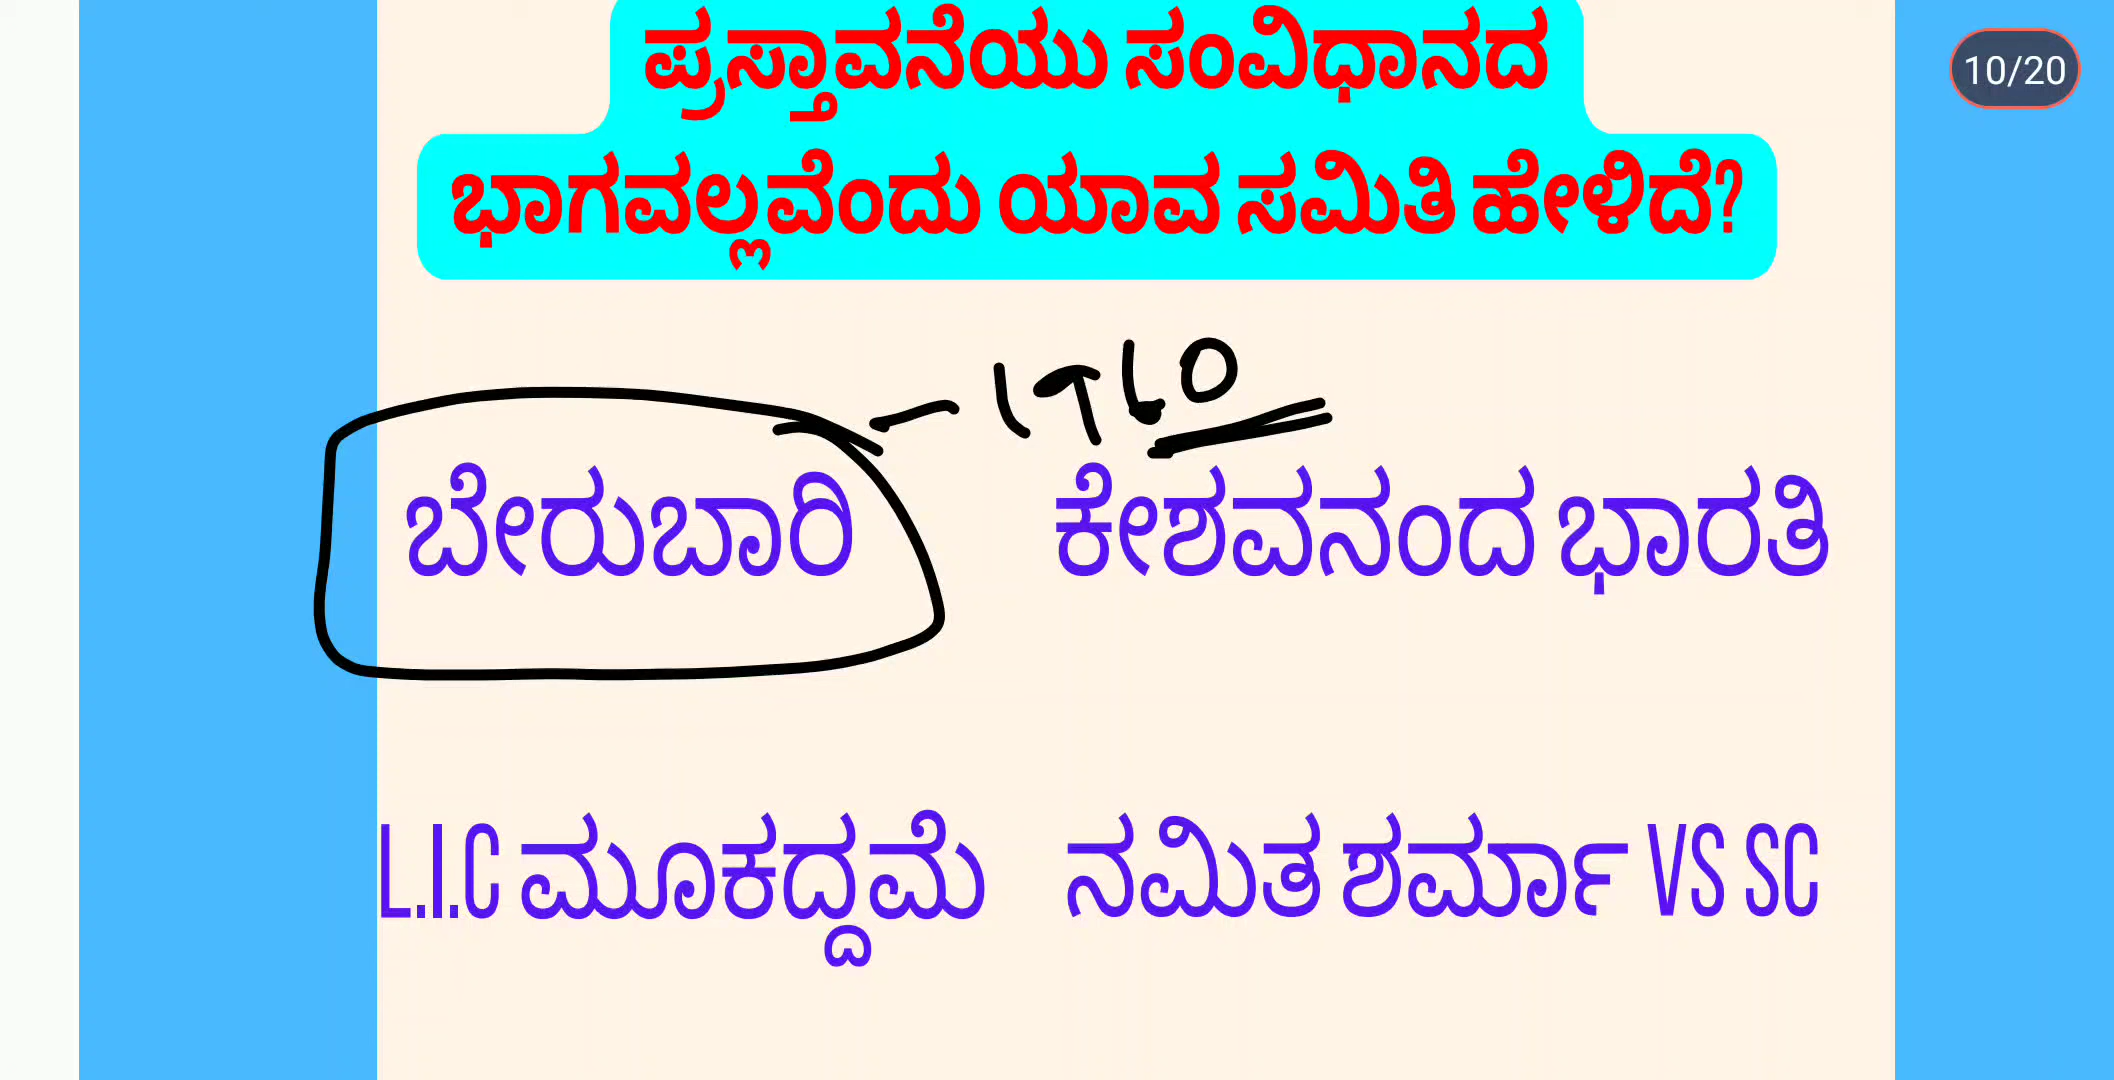 ಪ್ರಸ್ತಾವನೆಯು ಸಂವಿಧಾನದ
10/20
ಭಾಗವಲ್ಲವೆಂದು ಯಾವ ಸಮಿತಿ ಹೇಳಿದೆ?
1960
ಬೇರುಬಾರಿ
ಕೇಶವನಂದ ಭಾರತಿ
L.I.C ಮೂಕದ್ದಮೆ
ನಮಿತ ಶರ್ಮಾ VS SC